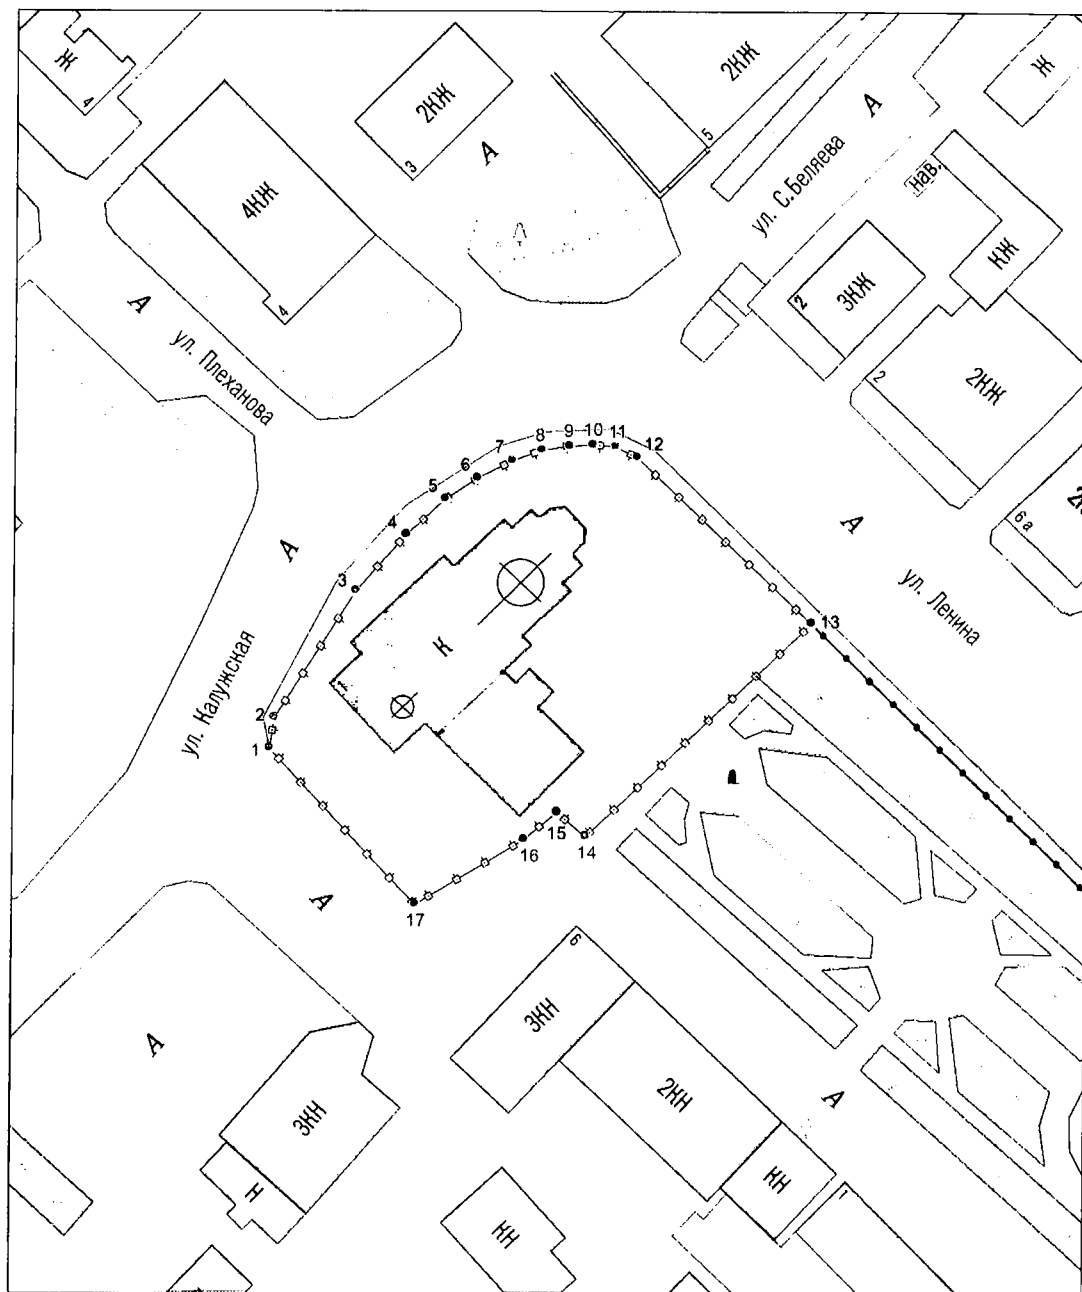 Ж
4
2КЖ
3
А
2КЖ
5
А
Ж
ул. С.Беляева
нав.
КЖ
4КЖ
4
А
ул. Плеханова
2
3КЖ
2
2КЖ
6а
А
ул. Ленина
А
ул. Калужская
1
2
3
4
5
6
7
8
9
10
11
12
13
14
15
16
17
К
А
А
6
3КН
2КН
КН
1
А
3КН
Н
КН